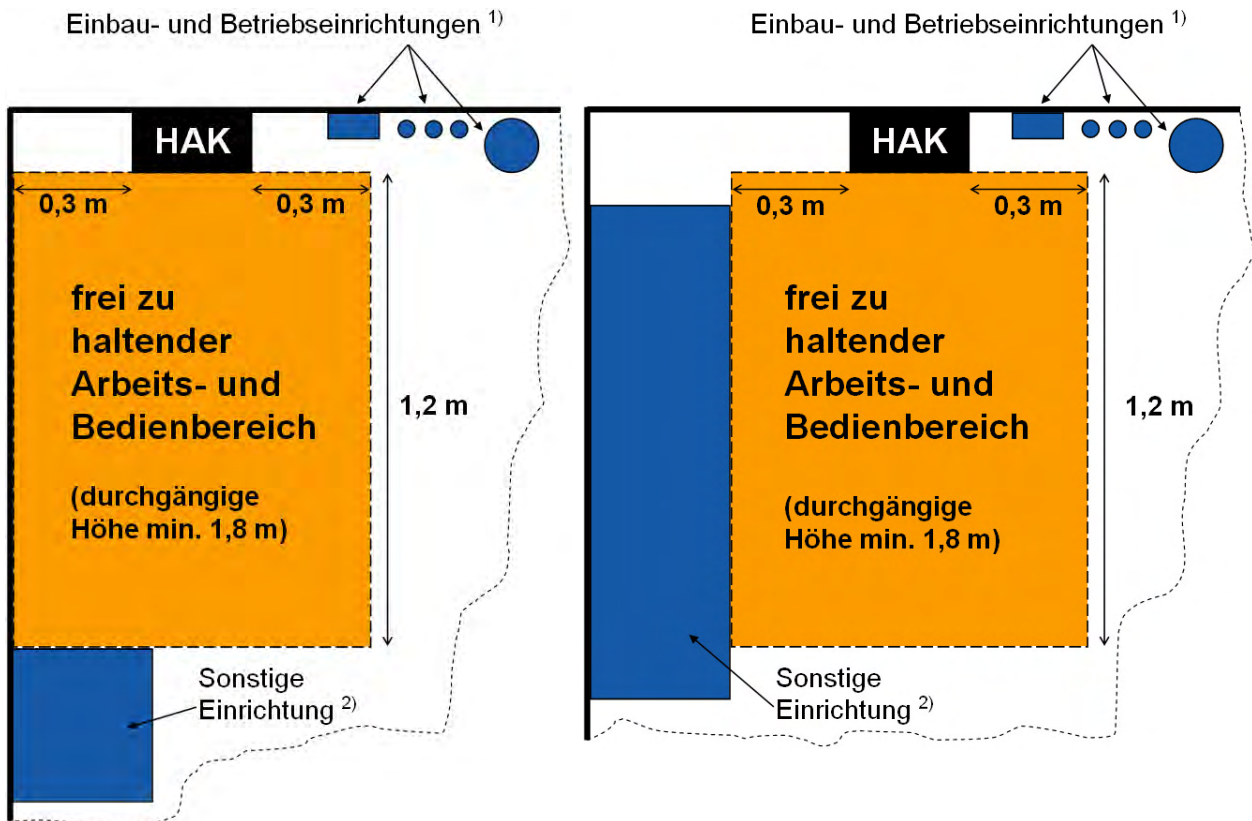 Einbau- und Betriebseinrichtungen 1)
HAK
0,3 m
0,3 m
frei zu
haltender
Arbeits- und
Bedienbereich
(durchgängige
Höhe min. 1,8 m)
1,2 m
Sonstige
Einrichtung 2)
Einbau- und Betriebseinrichtungen 1)
HAK
0,3 m
0,3 m
frei zu
haltender
Arbeits- und
Bedienbereich
(durchgängige
Höhe min. 1,8 m)
1,2 m
Sonstige
Einrichtung 2)